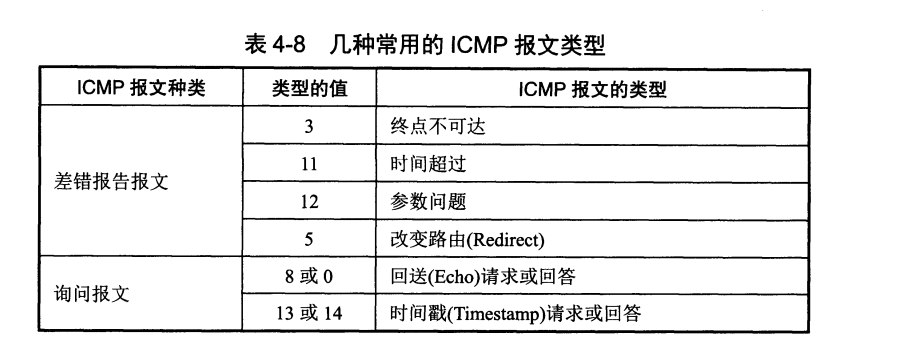 表 4-8 几种常用的 ICMP 报文类型
ICMP 报文种类 类型的值 ICMP 报文的类型
差错报告报文 3 终点不可达
11 时间超过
12 参数问题
5 改变路由(Redirect)
询问报文 8 或 0 回送(Echo)请求或回答
13 或 14 时间戳(Timestamp)请求或回答